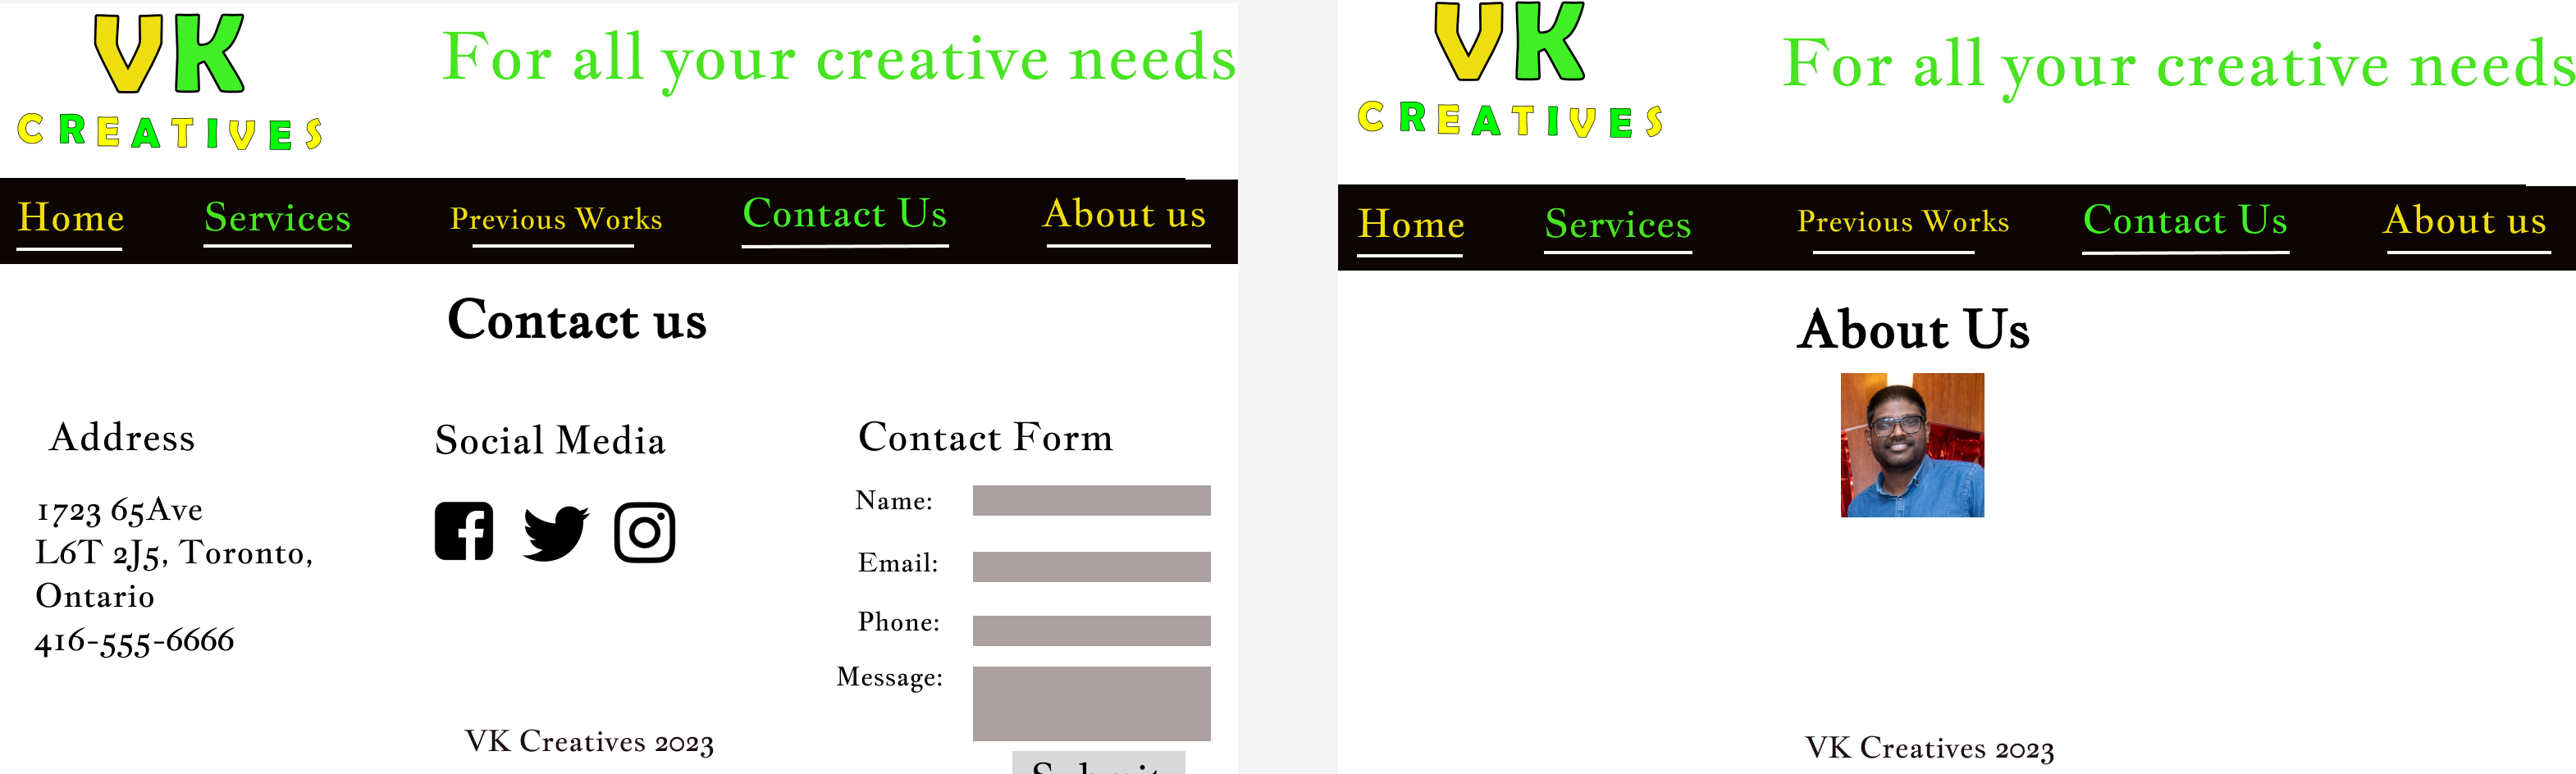 VK
CREATIVES
For all your creative needs
Home
Services
Previous Works
Contact Us
About us
Contact us
Address
1723 65Ave
L6T 2J5, Toronto,
Ontario
416-555-6666
Social Media
Contact Form
Name:
Email:
Phone:
Message:
Submit
VK Creatives 2023
VK
CREATIVES
For all your creative needs
Home
Services
Previous Works
Contact Us
About us
About Us
VK Creatives 2023